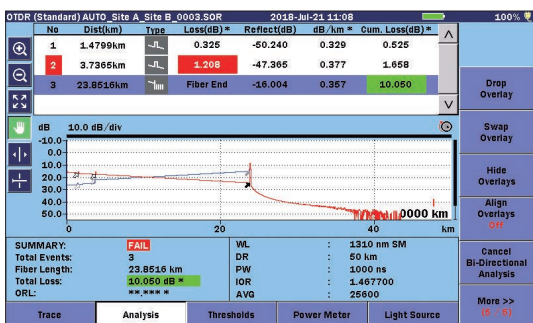 OTDR (Standard) AUTO_Site A_Site B_0003.SOR 2018-Jul-21 11:08 100%
No Dist(km) Type Loss(dB) * Reflect(dB) dB/km * Cum. Loss(dB) *
1 1.4799km 0.325 -50.240 0.329 0.525
2 3.7365km 1.208 -47.365 0.377 1.658
3 23.8516km Fiber End -16.004 0.357 10.050
Drop
Overlay
Swap
Overlay
Hide
Overlays
Align
Overlays
Off
Cancel
Bi-Directional
Analysis
More >>
dB 10.0 dB/div
-10.0
0.0
10.0
20.0
30.0
40.0
50.0
0000 km
0 20 40 km
SUMMARY: FAIL
Total Events: 3
Fiber Length: 23.8516 km
Total Loss: 10.050 dB *
ORL: **.*** *
WL : 1310 nm SM
DR : 50 km
PW : 1000 ns
IOR : 1.467700
AVG : 25600
Trace Analysis Thresholds Power Meter Light Source